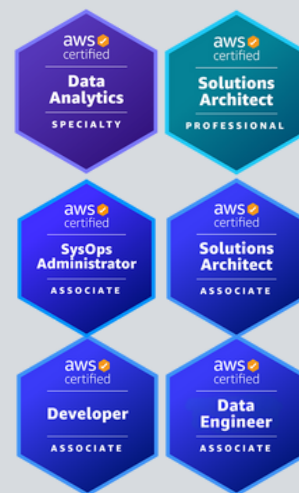 aws
certified
Data
Analytics
SPECIALTY
aws
certified
Solutions
Architect
PROFESSIONAL
aws
certified
SysOps
Administrator
ASSOCIATE
aws
certified
Solutions
Architect
ASSOCIATE
aws
certified
Developer
ASSOCIATE
aws
certified
Data
Engineer
ASSOCIATE